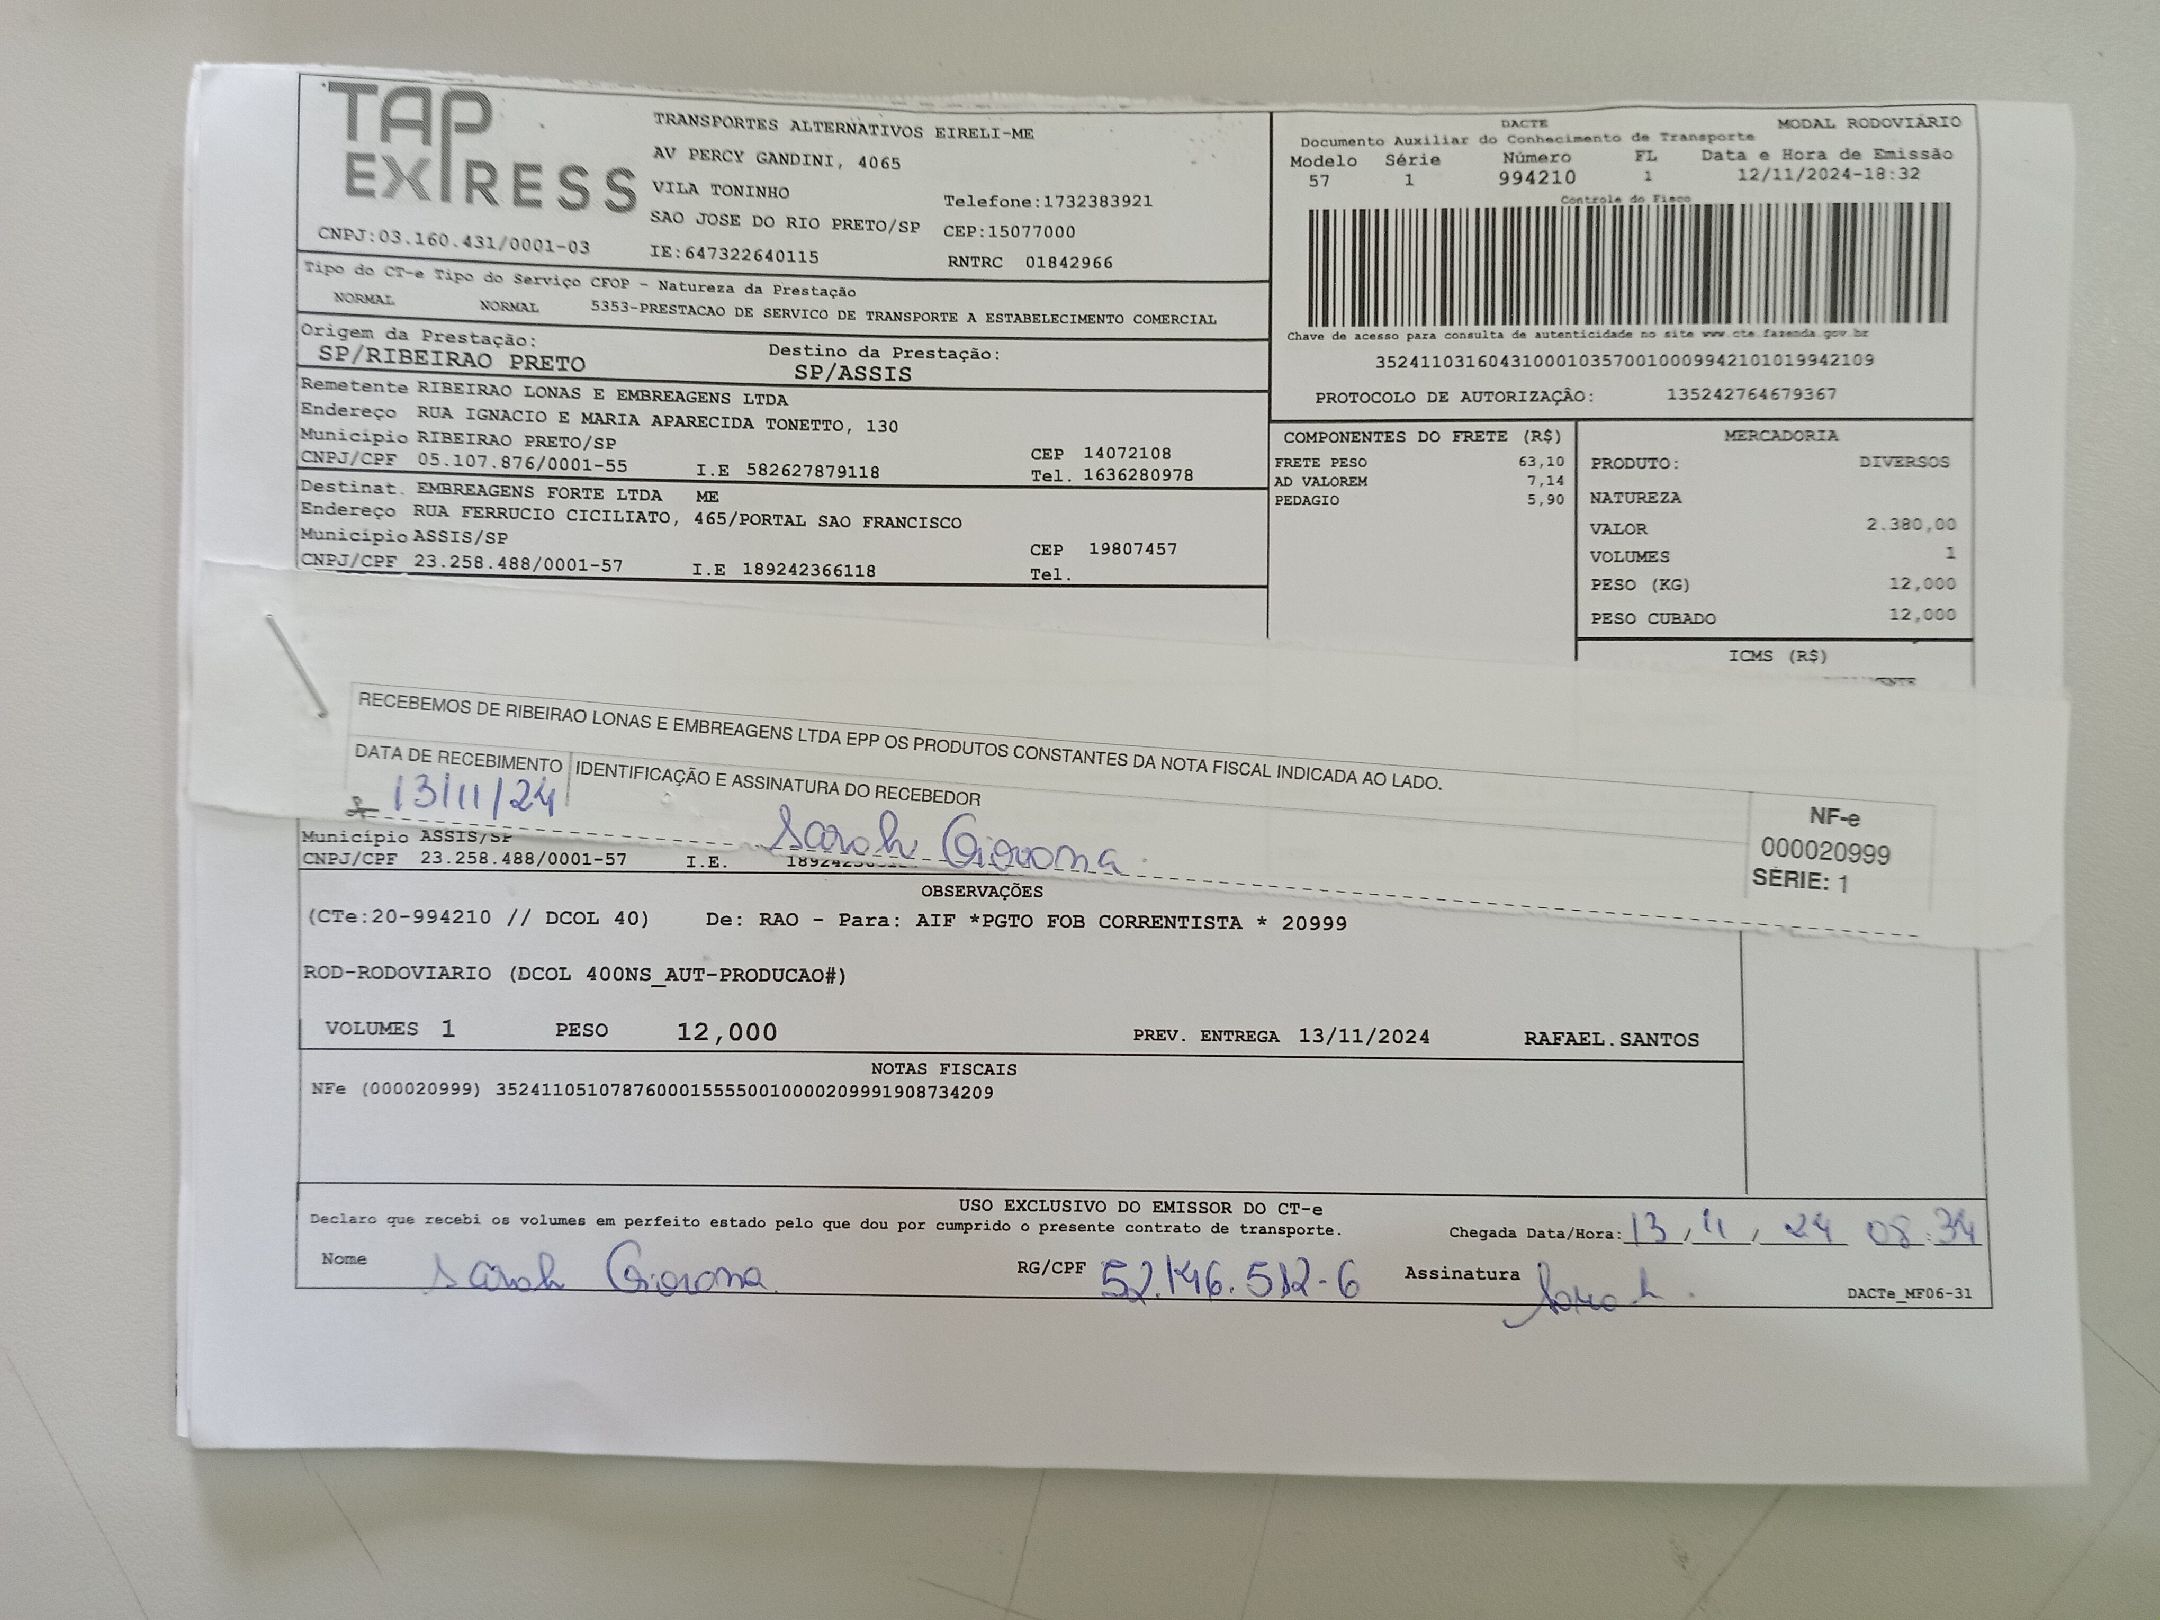 TAP EXPRESS
CNPJ:03.160.431/0001-03
TRANSPORTES ALTERNATIVOS EIRELI-ME
AV PERCY GANDINI, 4065
VILA TONINHO
Telefone:1732383921
SAO JOSE DO RIO PRETO/SP CEP:15077000
IE:647322640115 RNTRC 01842966
DACTE MODAL RODOVIÁRIO
Documento Auxiliar do Conhecimento de Transporte
Modelo Série Número FL Data e Hora de Emissão
57 1 994210 1 12/11/2024-18:32
Controle do Fisco
Chave de acesso para consulta de autenticidade no site www.cte.fazenda.gov.br
35241103160431000103570010009942101019942109
PROTOCOLO DE AUTORIZAÇÃO: 135242764679367
Tipo do CT-e Tipo do Serviço CFOP - Natureza da Prestação
NORMAL NORMAL 5353-PRESTACAO DE SERVICO DE TRANSPORTE A ESTABELECIMENTO COMERCIAL
Origem da Prestação: Destino da Prestação:
SP/RIBEIRAO PRETO SP/ASSIS
Remetente RIBEIRAO LONAS E EMBREAGENS LTDA
Endereço RUA IGNACIO E MARIA APARECIDA TONETTO, 130
Município RIBEIRAO PRETO/SP CEP 14072108
CNPJ/CPF 05.107.876/0001-55 I.E 582627879118 Tel. 1636280978
Destinat. EMBREAGENS FORTE LTDA ME
Endereço RUA FERRUCIO CICILIATO, 465/PORTAL SAO FRANCISCO
Município ASSIS/SP CEP 19807457
CNPJ/CPF 23.258.488/0001-57 I.E 189242366118 Tel.
COMPONENTES DO FRETE (R$)
FRETE PESO 63,10
AD VALOREM 7,14
PEDAGIO 5,90
MERCADORIA
PRODUTO: DIVERSOS
NATUREZA
VALOR 2.380,00
VOLUMES 1
PESO (KG) 12,000
PESO CUBADO 12,000
ICMS (R$)
RECEBEMOS DE RIBEIRAO LONAS E EMBREAGENS LTDA EPP OS PRODUTOS CONSTANTES DA NOTA FISCAL INDICADA AO LADO.
DATA DE RECEBIMENTO IDENTIFICAÇÃO E ASSINATURA DO RECEBEDOR
13/11/24 Sarah Giovona
NF-e
000020999
SÉRIE: 1
Município ASSIS/SP
CNPJ/CPF 23.258.488/0001-57 I.E.
OBSERVAÇÕES
(CTe:20-994210 // DCOL 40) De: RAO - Para: AIF *PGTO FOB CORRENTISTA * 20999
ROD-RODOVIARIO (DCOL 400NS_AUT-PRODUCAO#)
VOLUMES 1 PESO 12,000 PREV. ENTREGA 13/11/2024 RAFAEL.SANTOS
NOTAS FISCAIS
NFe (000020999) 35241105107876000155550010000209991908734209
USO EXCLUSIVO DO EMISSOR DO CT-e
Declaro que recebi os volumes em perfeito estado pelo que dou por cumprido o presente contrato de transporte. Chegada Data/Hora: 13/11/24 08:34
Nome Sarah Giovona RG/CPF 52.146.512-6 Assinatura Sarah
DACTe_MF06-31